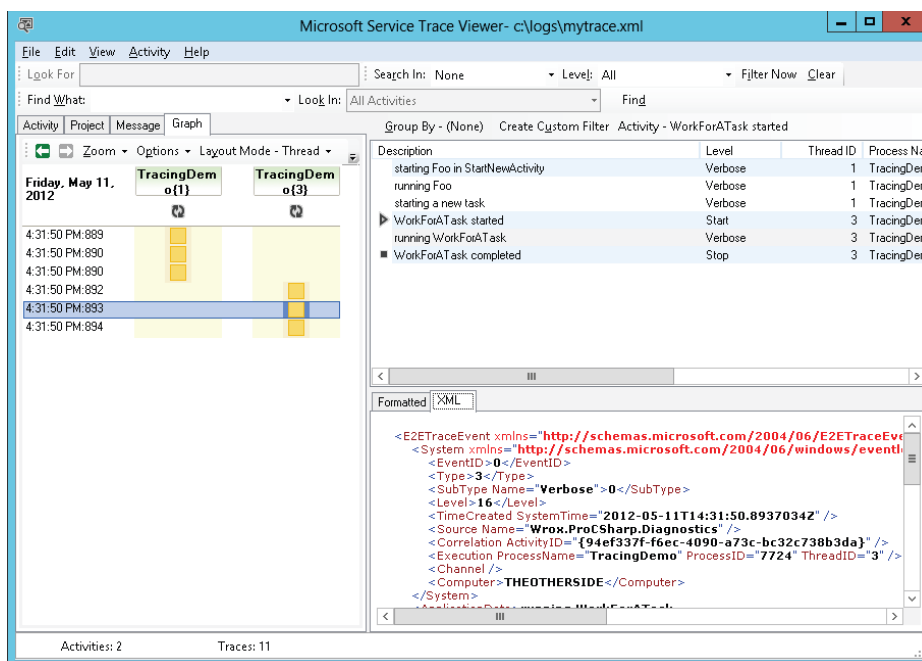 Microsoft Service Trace Viewer- c:\logs\mytrace.xml
File Edit View Activity Help
Look For Search In: None Level: All Filter Now Clear
Find What: Look In: All Activities Find
Activity Project Message Graph Group By - (None) Create Custom Filter Activity - WorkForATask started
Zoom Options Layout Mode - Thread
Description Level Thread ID Process Na
Friday, May 11, 2012
TracingDemo{1}
TracingDemo{3}
4:31:50 PM:889
4:31:50 PM:890
4:31:50 PM:890
4:31:50 PM:892
4:31:50 PM:893
4:31:50 PM:894
starting Foo in StartNewActivity Verbose 1 TracingDer
running Foo Verbose 1 TracingDer
starting a new task Verbose 1 TracingDer
WorkForATask started Start 3 TracingDer
running WorkForATask Verbose 3 TracingDer
WorkForATask completed Stop 3 TracingDer
Formatted XML
<E2ETraceEvent xmlns="http://schemas.microsoft.com/2004/06/E2ETraceEve
<System xmlns="http://schemas.microsoft.com/2004/06/windows/eventl
<EventID>0</EventID>
<Type>3</Type>
<SubType Name="Verbose">0</SubType>
<Level>16</Level>
<TimeCreated SystemTime="2012-05-11T14:31:50.8937034Z" />
<Source Name="Wrox.ProCSharp.Diagnostics" />
<Correlation ActivityID="{94ef337f-f6ec-4090-a73c-bc32c738b3da}" />
<Execution ProcessName="TracingDemo" ProcessID="7724" ThreadID="3" />
<Channel />
<Computer>THEOTHERSIDE</Computer>
</System>
<ApplicationData>running WorkForATask
Activities: 2 Traces: 11